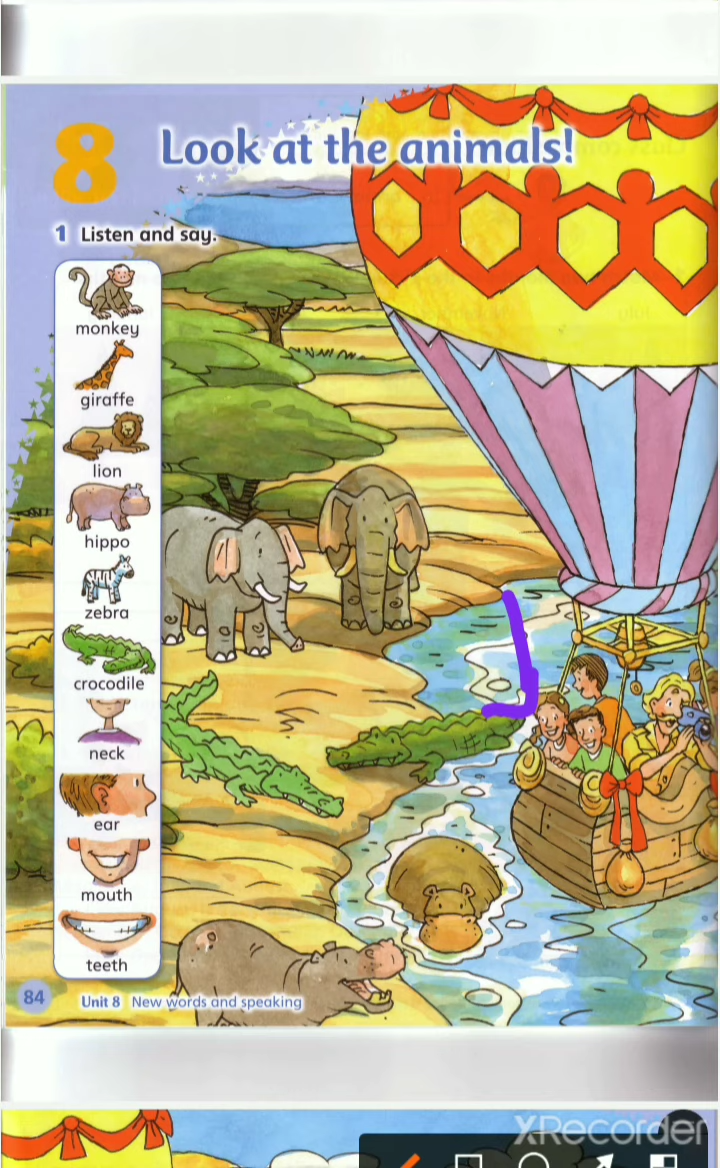 8
Look at the animals!
1 Listen and say.
monkey
giraffe
lion
hippo
zebra
crocodile
neck
ear
mouth
teeth
84 Unit 8 New words and speaking
XRecorder